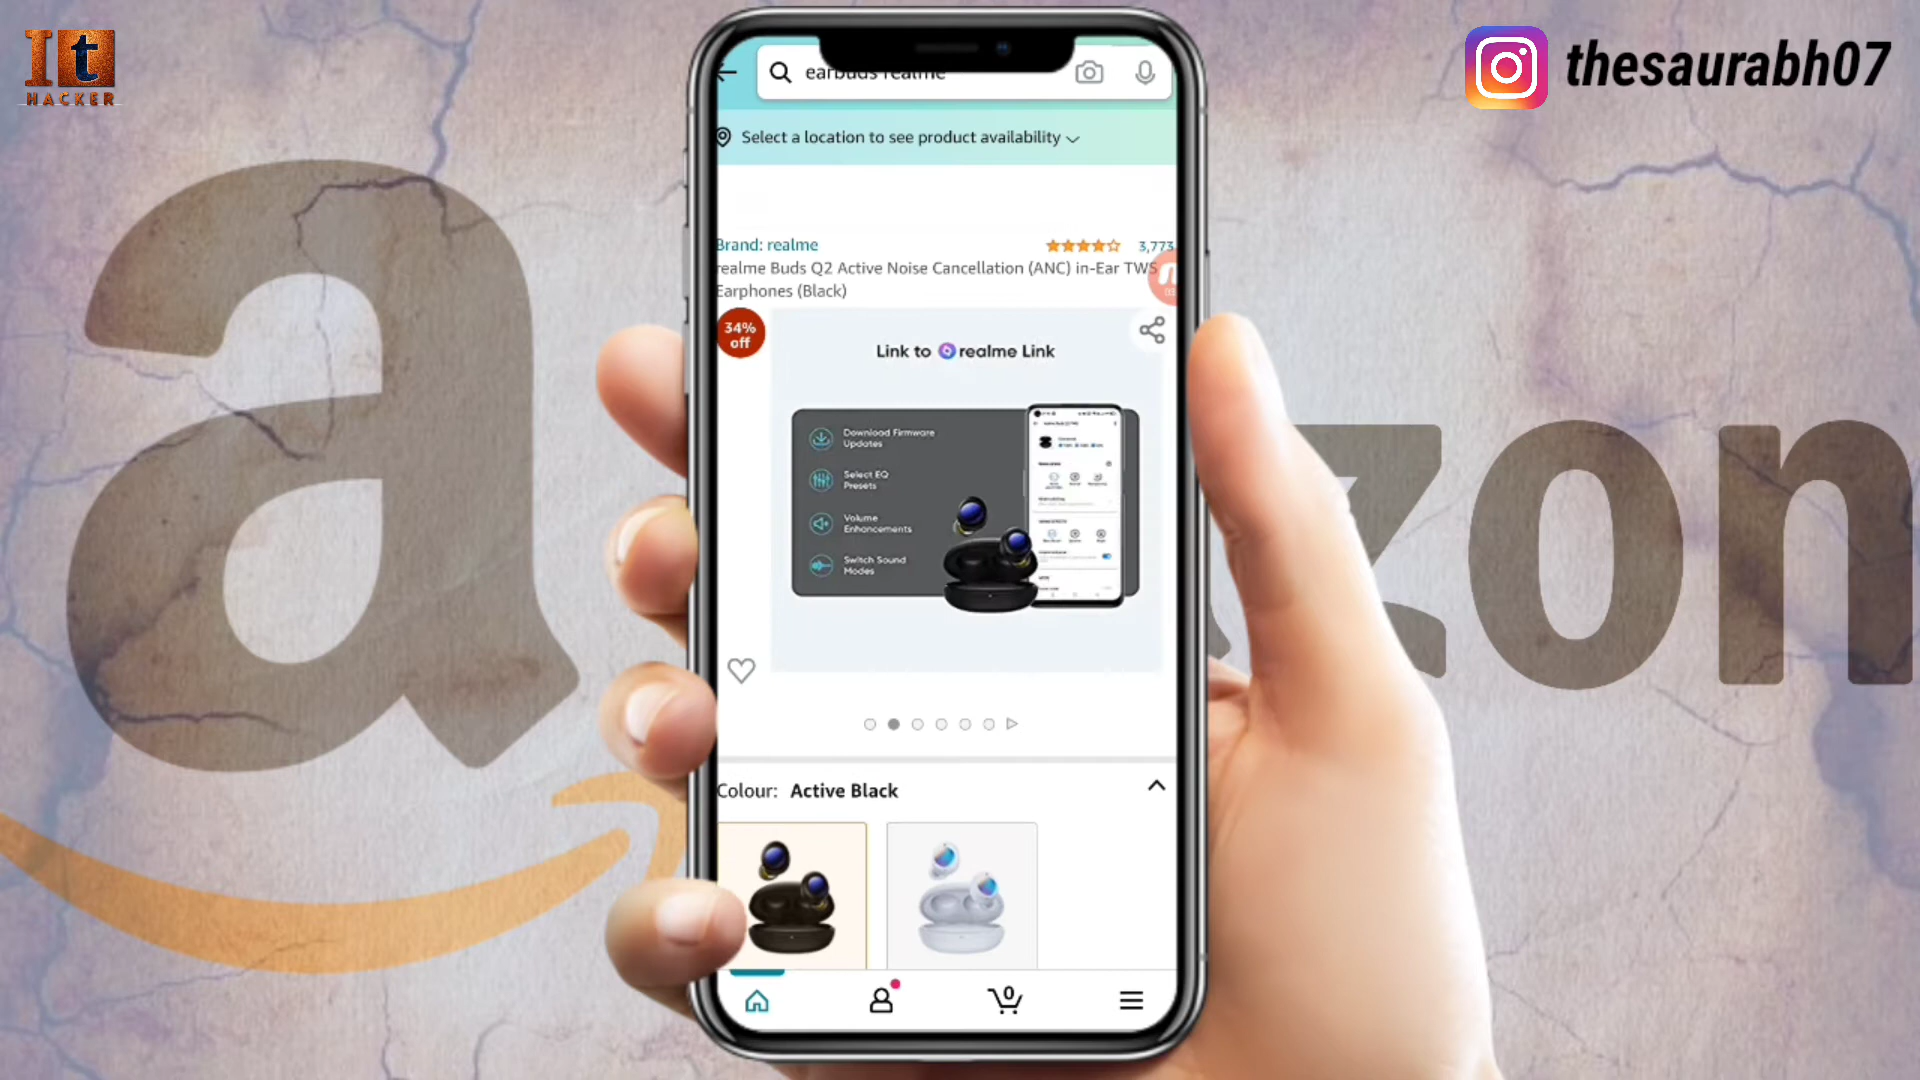 It
HACKER
thesaurabh07
earbuds realme
Select a location to see product availability
Brand: realme
3,773
realme Buds Q2 Active Noise Cancellation (ANC) in-Ear TWS
Earphones (Black)
34%
off
Link to realme Link
Download Firmware
Updates
Select EQ
Presets
Volume
Enhancements
Switch Sound
Modes
a zon
Colour: Active Black
0